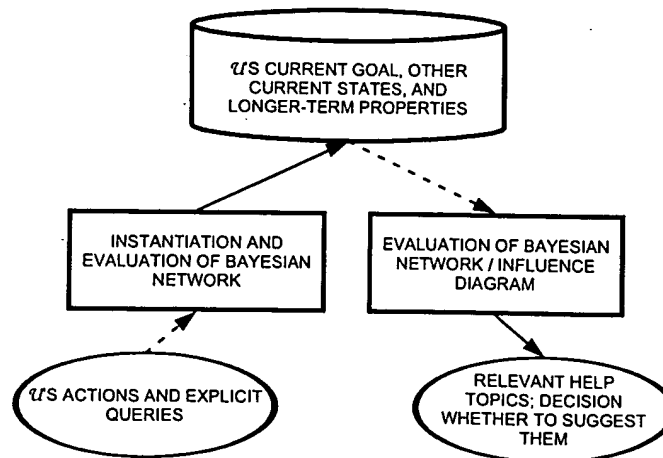 𝒰'S CURRENT GOAL, OTHER
CURRENT STATES, AND
LONGER-TERM PROPERTIES
INSTANTIATION AND
EVALUATION OF BAYESIAN
NETWORK
EVALUATION OF BAYESIAN
NETWORK / INFLUENCE
DIAGRAM
𝒰'S ACTIONS AND EXPLICIT
QUERIES
RELEVANT HELP
TOPICS; DECISION
WHETHER TO SUGGEST
THEM